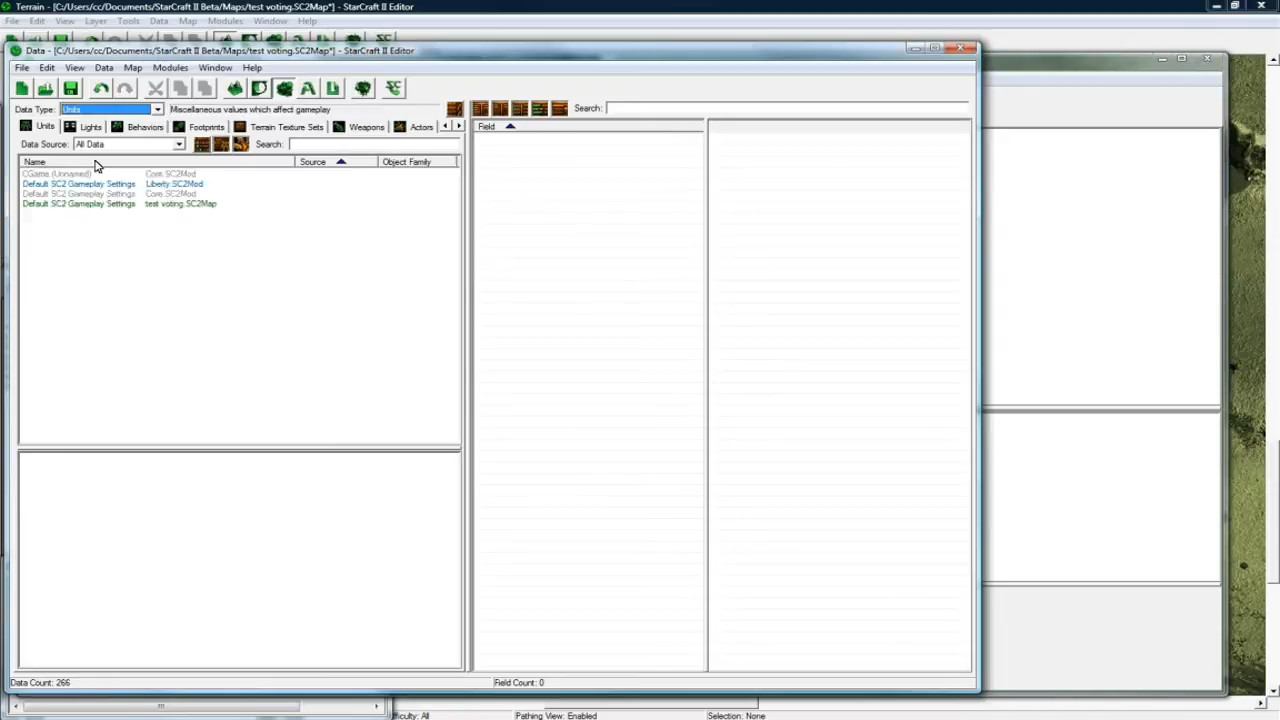 Terrain - [C:/Users/cc/Documents/StarCraft II Beta/Maps/test voting.SC2Map*] - StarCraft II Editor
File Edit View Layer Tools Data Map Modules Window Help
Data - [C:/Users/cc/Documents/StarCraft II Beta/Maps/test voting.SC2Map*] - StarCraft II Editor
File Edit View Data Map Modules Window Help
Data Type: Units Miscellaneous values which affect gameplay
Search:
Units Lights Behaviors Footprints Terrain Texture Sets Weapons Actors
Field
Data Source: All Data Search:
Name Source Object Family
CGame (Unnamed) Core.SC2Mod
Default SC2 Gameplay Settings Liberty.SC2Mod
Default SC2 Gameplay Settings Core.SC2Mod
Default SC2 Gameplay Settings test voting.SC2Map
Data Count: 266
Field Count: 0
ficulty: All Pathing View: Enabled Selection: None